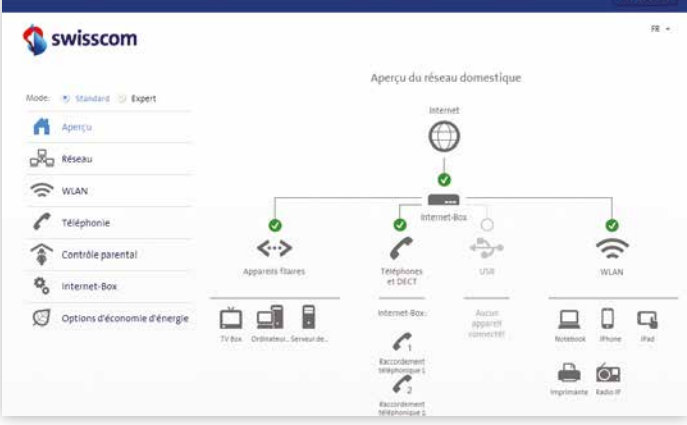 swisscom
FR
Mode: Standard Expert
Aperçu
Réseau
WLAN
Téléphonie
Contrôle parental
Internet-Box
Options d'économie d'énergie
Aperçu du réseau domestique
Internet
Internet-Box
Appareils filaires
Téléphones
et DECT
USB
WLAN
TV Box
Ordinateur...
Serveur de...
Internet-Box:
1
Raccordement
téléphonique 1
2
Raccordement
téléphonique 2
Aucun
appareil
connecté!
Notebook
iPhone
iPad
Imprimante
Radio IP